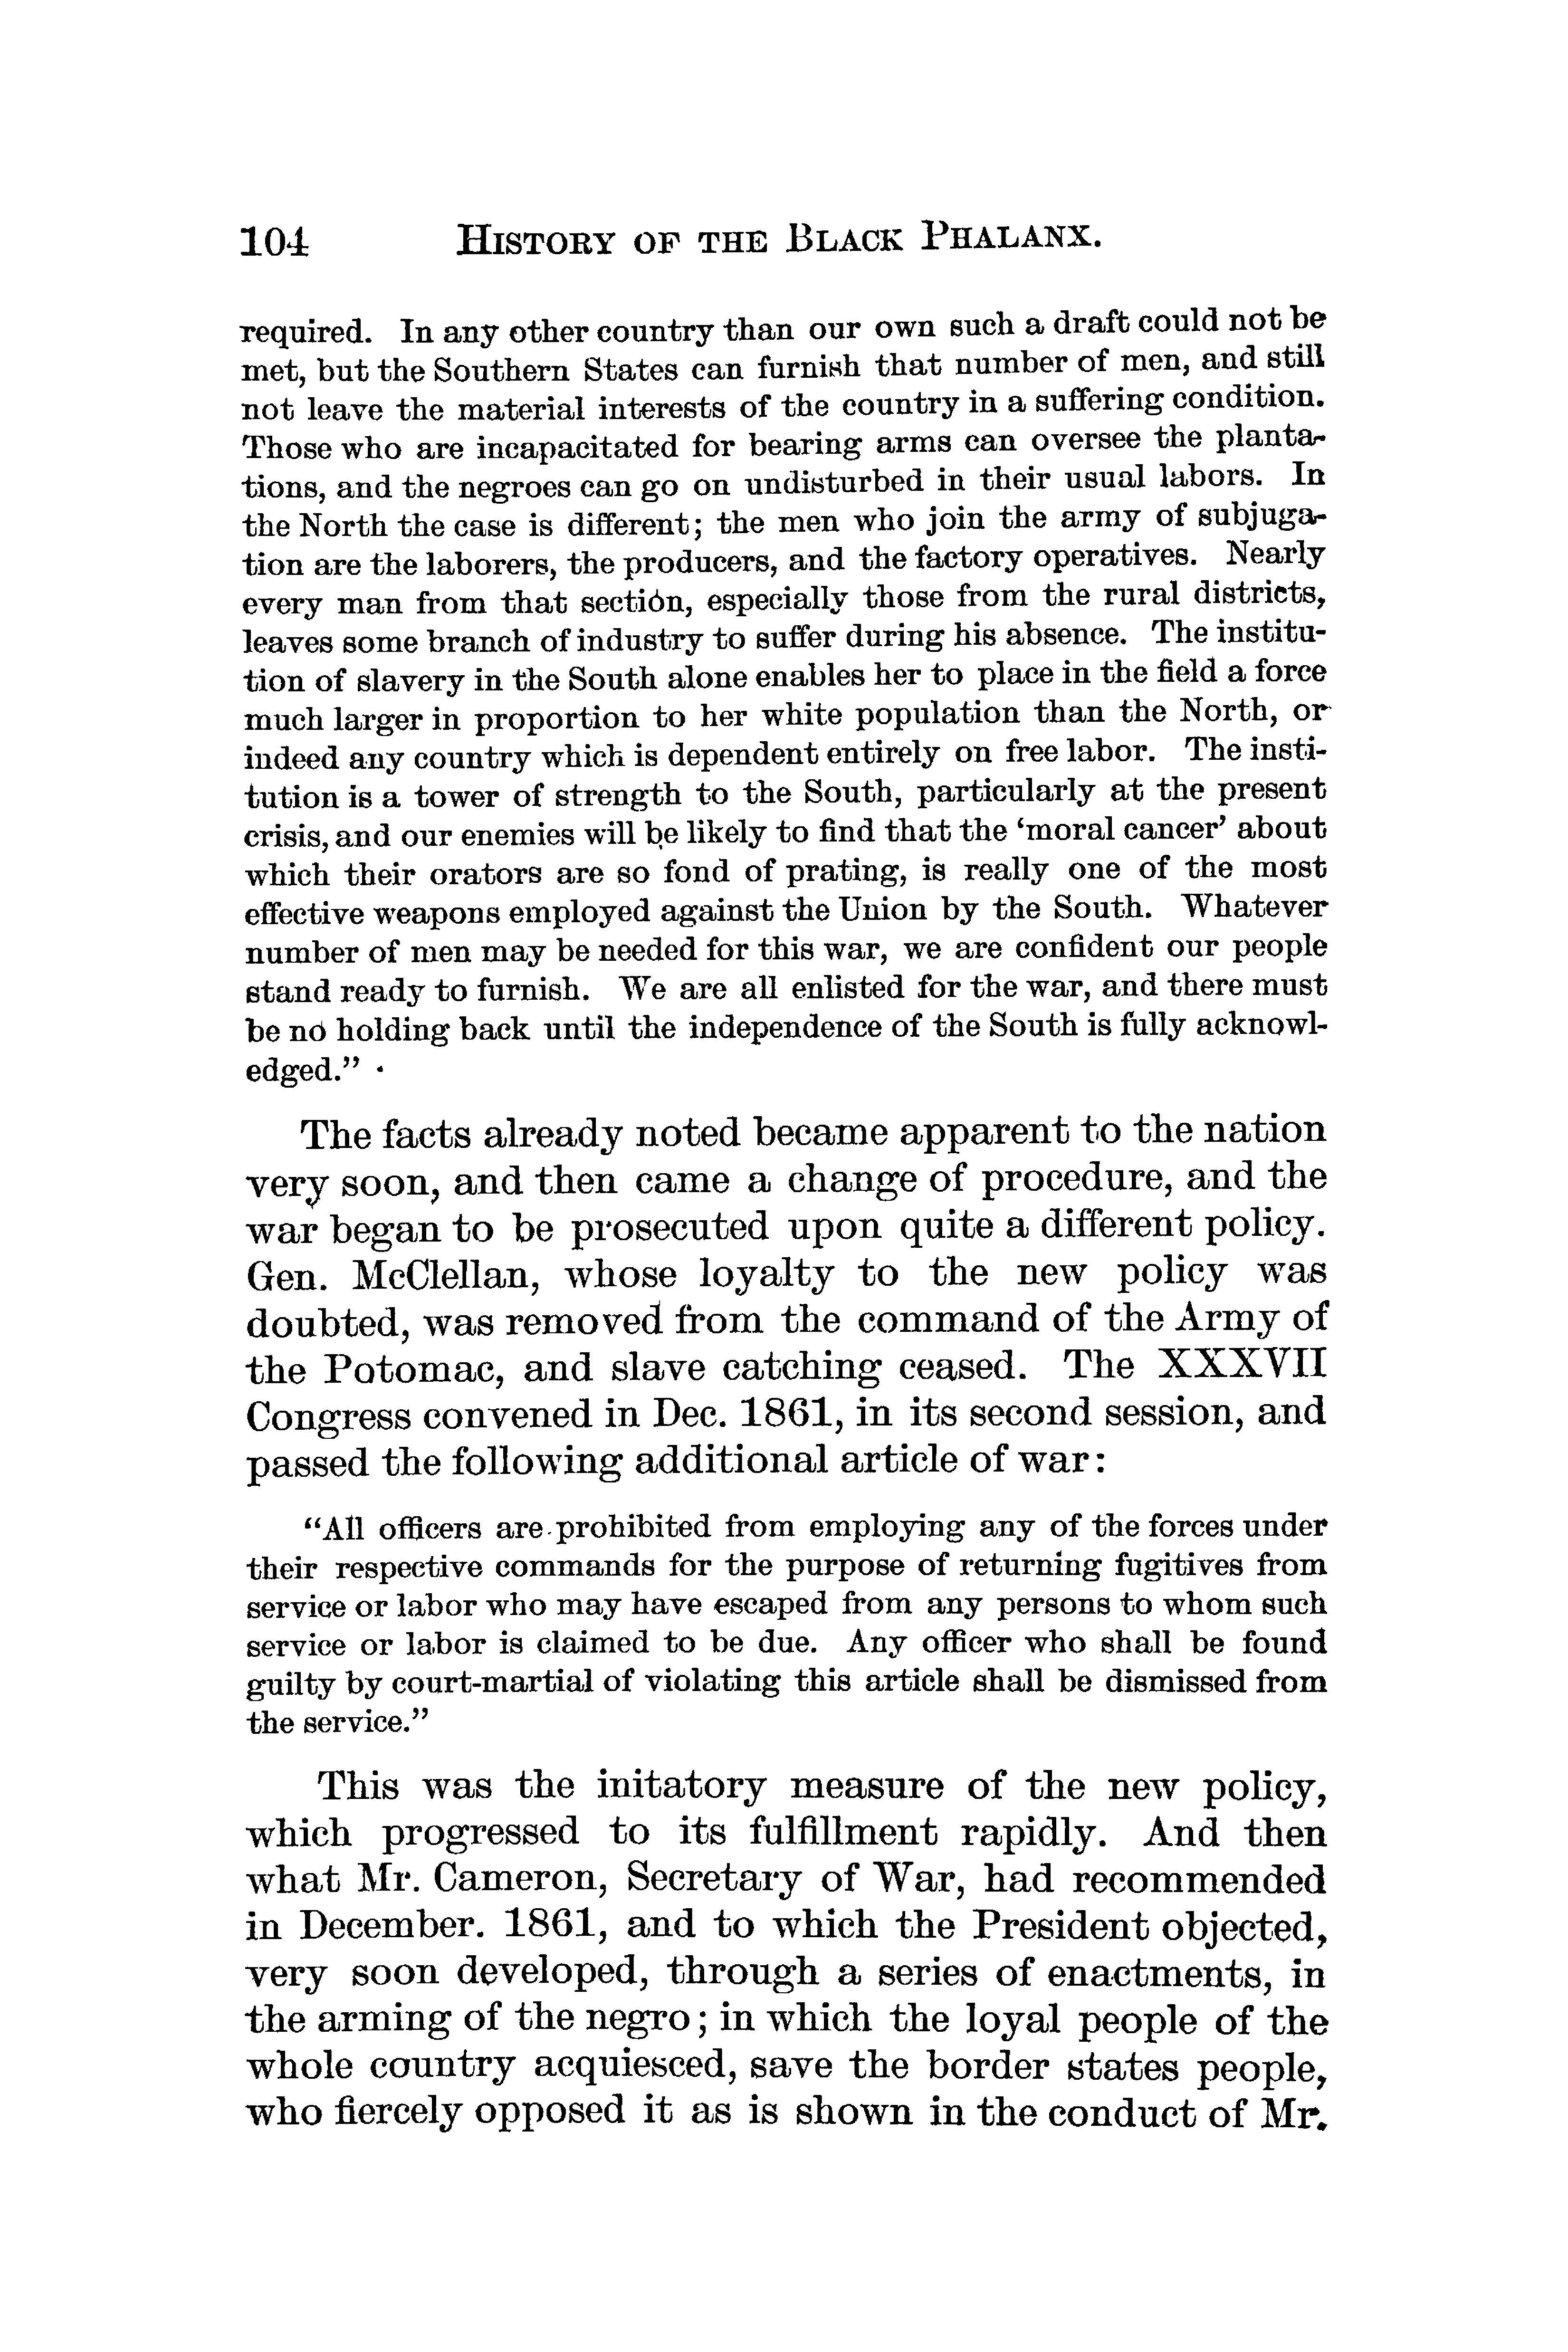 104 HISTORY OF THE BLACK PHALANX.
required. In any other country than our own such a draft could not be
met, but the Southern States can furnish that number of men, and still
not leave the material interests of the country in a suffering condition.
Those who are incapacitated for bearing arms can oversee the planta-
tions, and the negroes can go on undisturbed in their usual labors. In
the North the case is different; the men who join the army of subjuga-
tion are the laborers, the producers, and the factory operatives. Nearly
every man from that section, especially those from the rural districts,
leaves some branch of industry to suffer during his absence. The institu-
tion of slavery in the South alone enables her to place in the field a force
much larger in proportion to her white population than the North, or
indeed any country which is dependent entirely on free labor. The insti-
tution is a tower of strength to the South, particularly at the present
crisis, and our enemies will be likely to find that the ‘moral cancer’ about
which their orators are so fond of prating, is really one of the most
effective weapons employed against the Union by the South. Whatever
number of men may be needed for this war, we are confident our people
stand ready to furnish. We are all enlisted for the war, and there must
be no holding back until the independence of the South is fully acknowl-
edged.”
The facts already noted became apparent to the nation
very soon, and then came a change of procedure, and the
war began to be prosecuted upon quite a different policy.
Gen. McClellan, whose loyalty to the new policy was
doubted, was removed from the command of the Army of
the Potomac, and slave catching ceased. The XXXVII
Congress convened in Dec. 1861, in its second session, and
passed the following additional article of war:
“All officers are prohibited from employing any of the forces under
their respective commands for the purpose of returning fugitives from
service or labor who may have escaped from any persons to whom such
service or labor is claimed to be due. Any officer who shall be found
guilty by court-martial of violating this article shall be dismissed from
the service.”
This was the initatory measure of the new policy,
which progressed to its fulfillment rapidly. And then
what Mr. Cameron, Secretary of War, had recommended
in December. 1861, and to which the President objected,
very soon developed, through a series of enactments, in
the arming of the negro; in which the loyal people of the
whole country acquiesced, save the border states people,
who fiercely opposed it as is shown in the conduct of Mr.